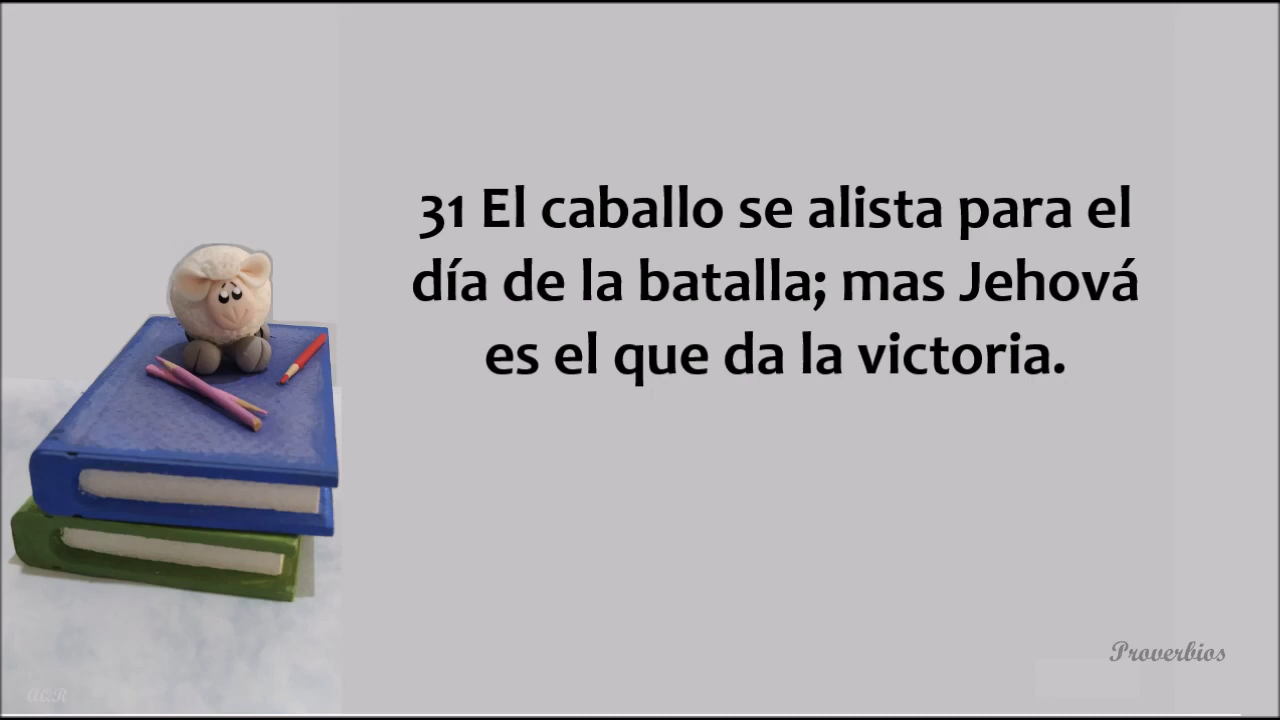 31 El caballo se alista para el
día de la batalla; mas Jehová
es el que da la victoria.
Proverbios